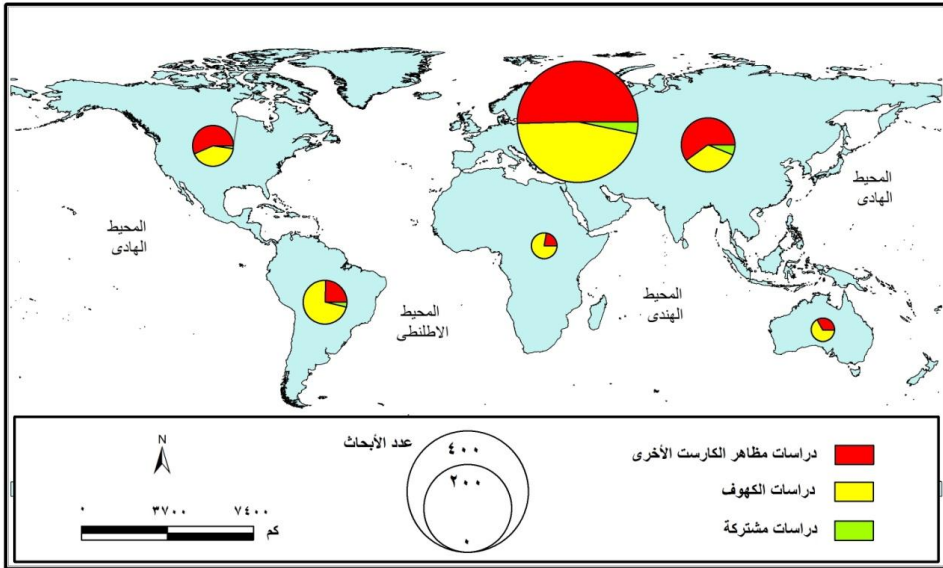 المحيط
الهادى
المحيط
الهادى
المحيط
الاطلنطى
المحيط
الهندى
N
٠ ٣٧٠٠ ٧٤٠٠
كم
عدد الأبحاث
٤٠٠
٢٠٠
٠
دراسات مظاهر الكارست الأخرى
دراسات الكهوف
دراسات مشتركة